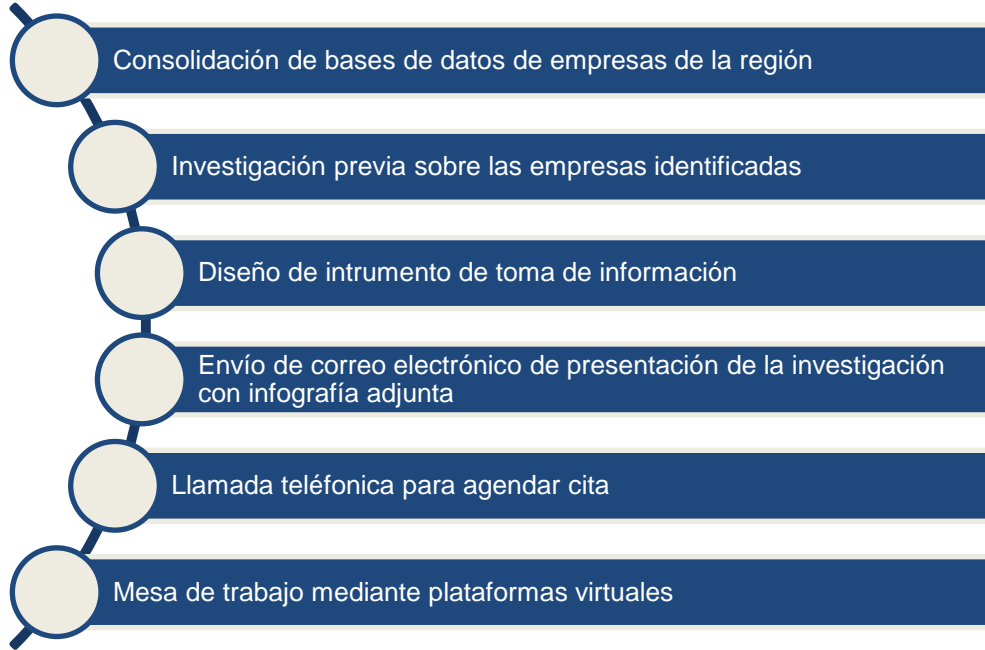 Consolidación de bases de datos de empresas de la región
Investigación previa sobre las empresas identificadas
Diseño de intrumento de toma de información
Envío de correo electrónico de presentación de la investigación
con infografía adjunta
Llamada teléfonica para agendar cita
Mesa de trabajo mediante plataformas virtuales